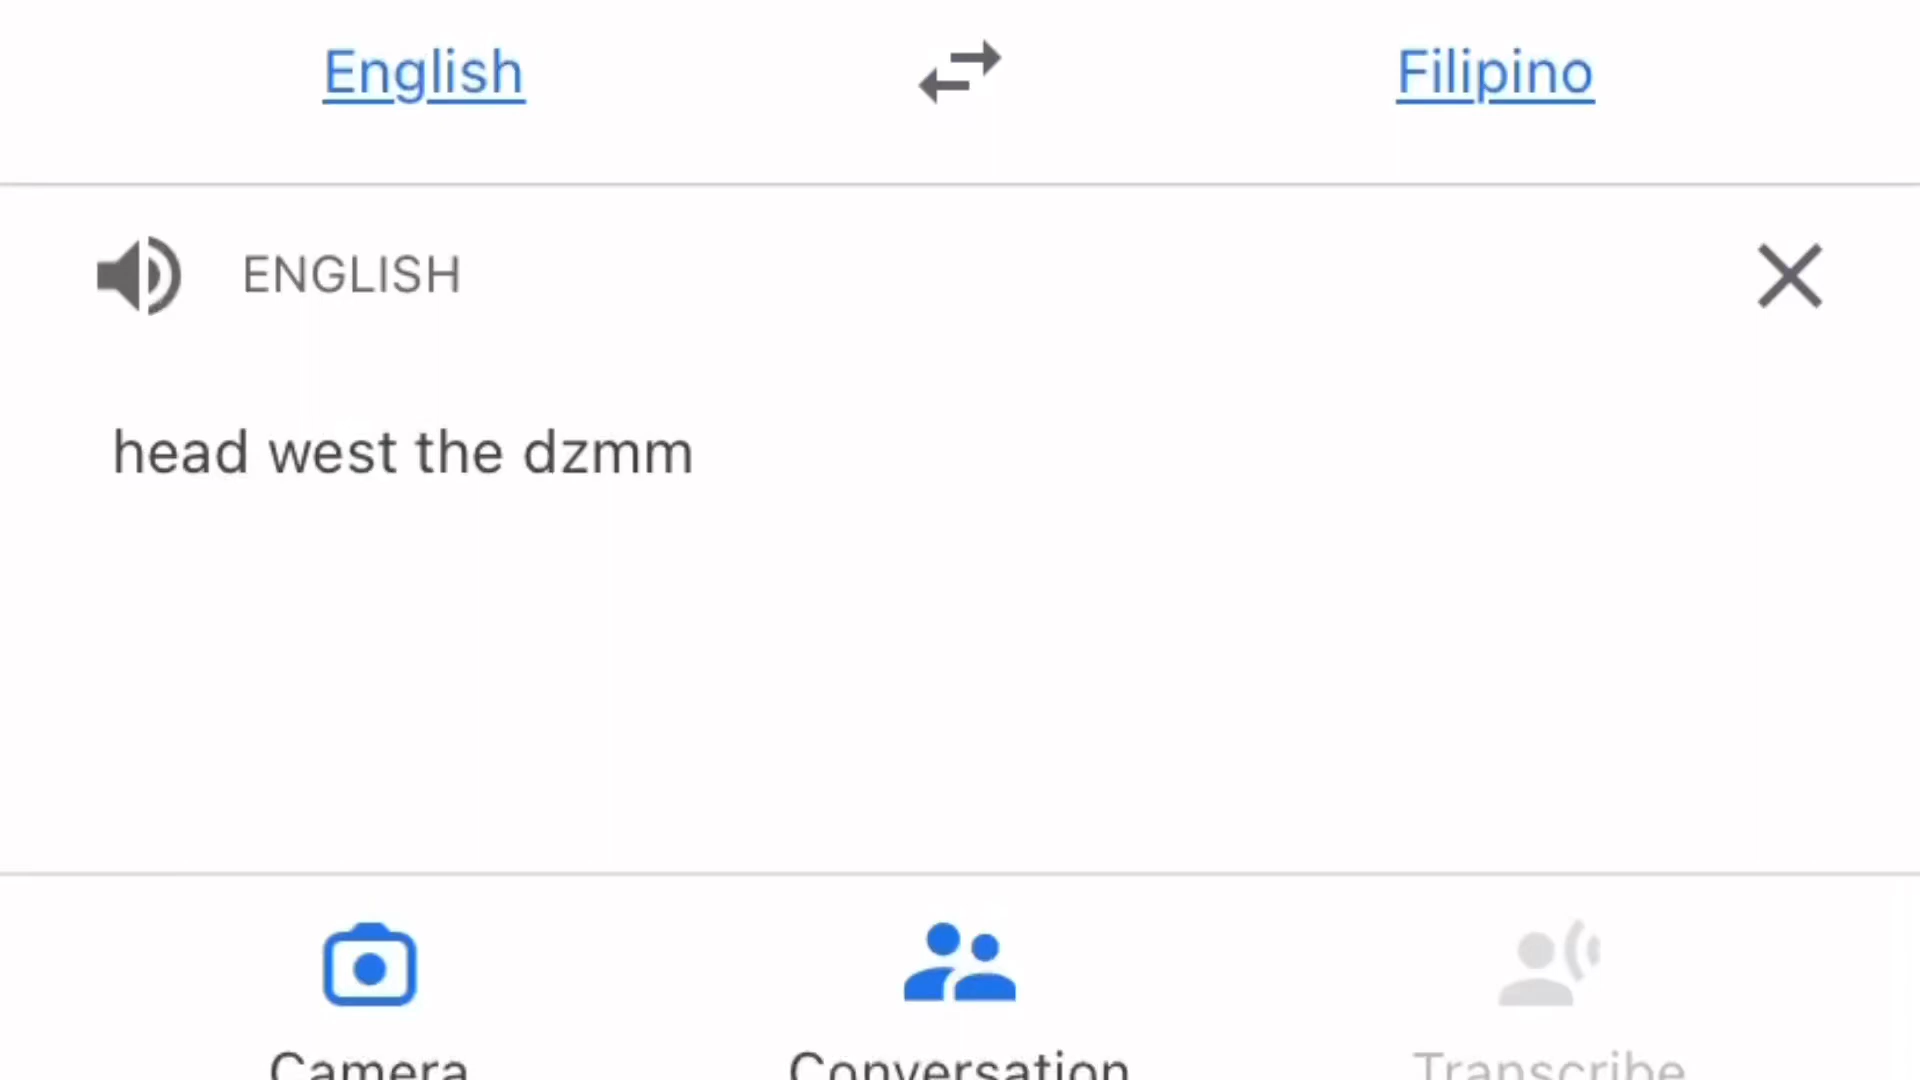 English Filipino
ENGLISH
head west the dzmm
Camera Conversation Transcribe